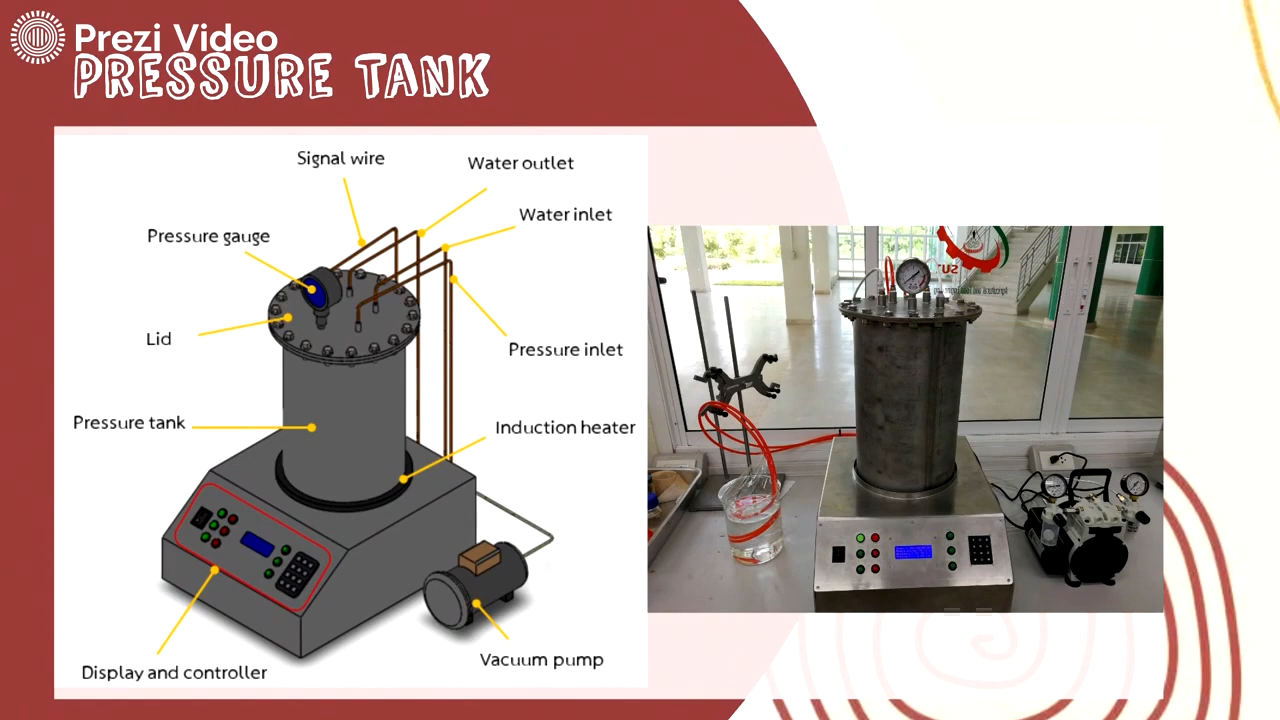 Prezi Video
PRESSURE TANK
Signal wire
Water outlet
Water inlet
Pressure gauge
Lid
Pressure inlet
Pressure tank
Induction heater
Display and controller
Vacuum pump
SUT